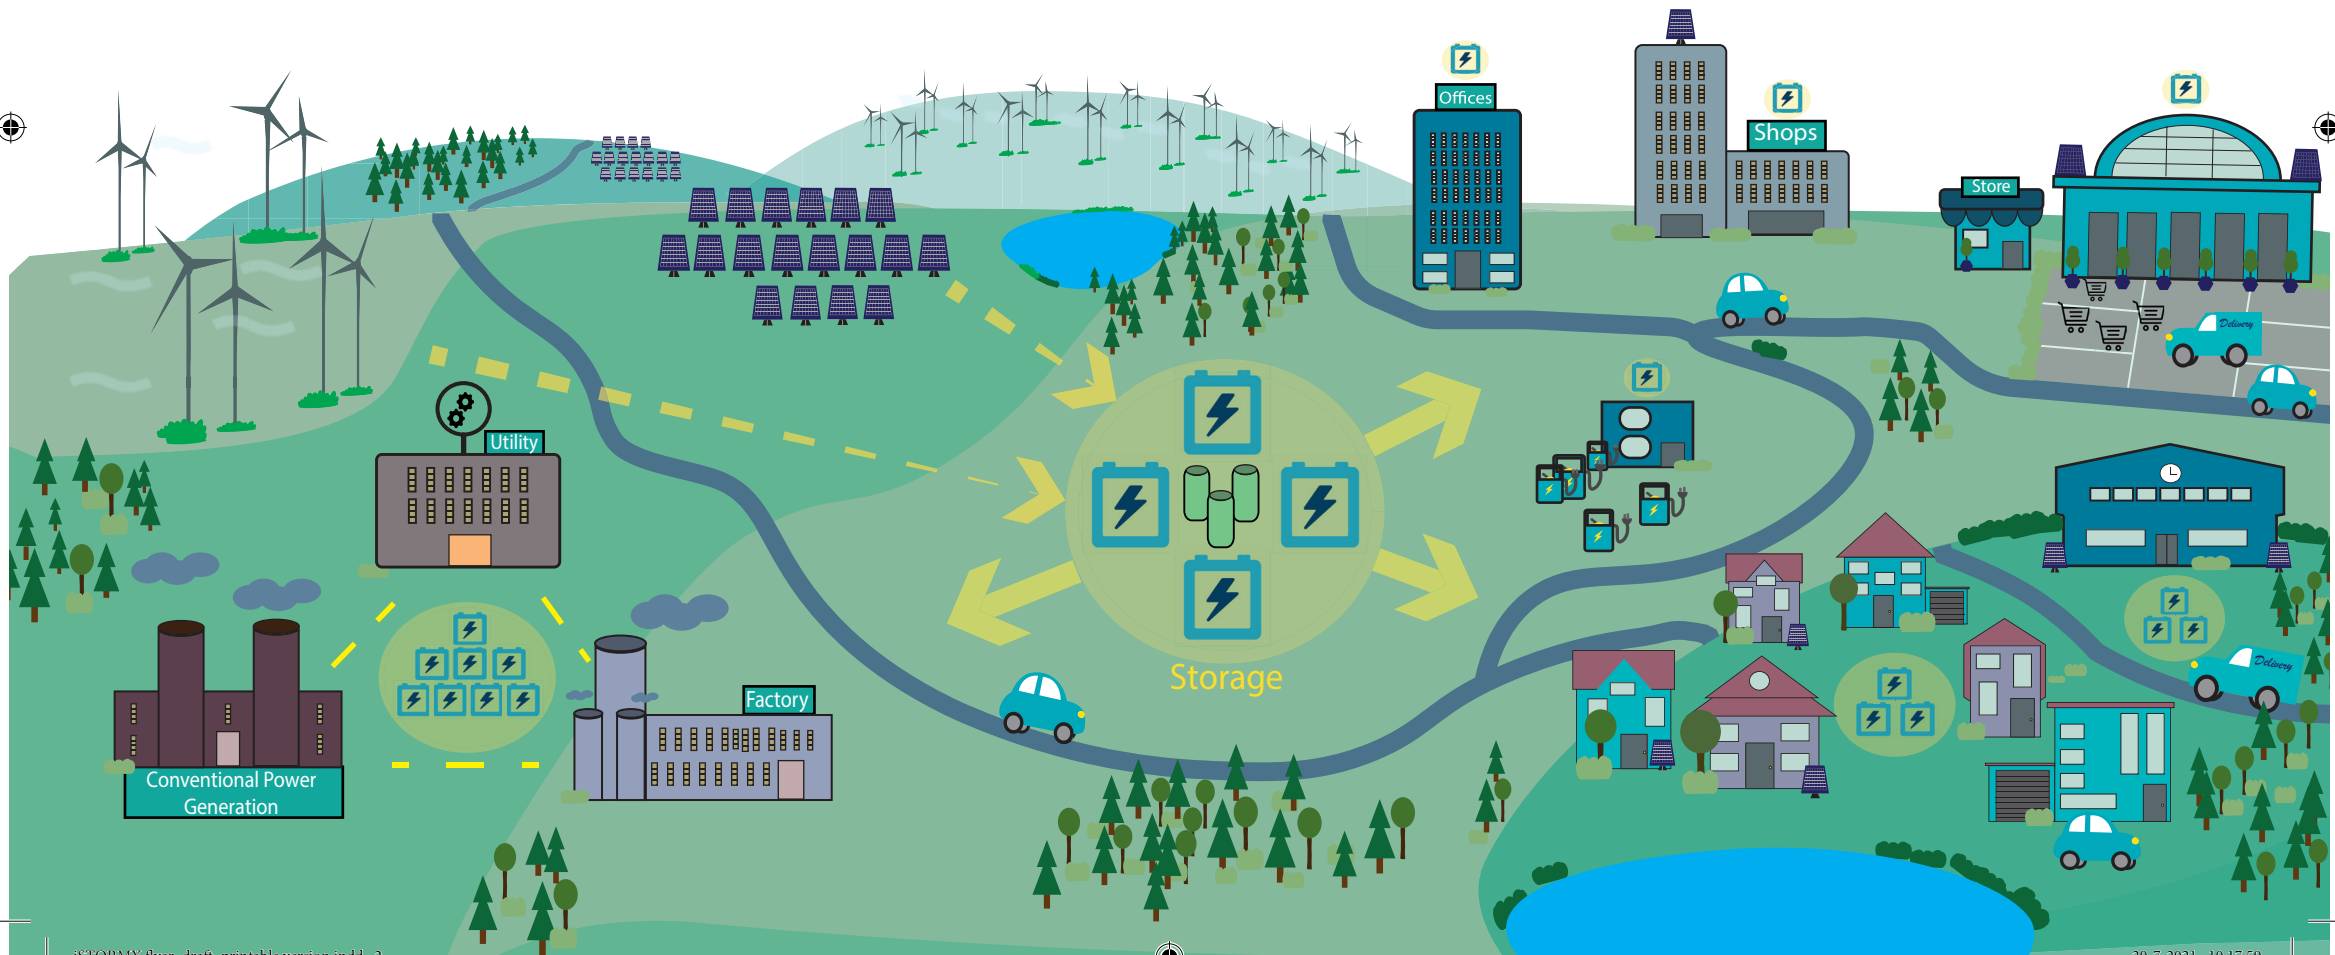 Offices
Shops
Store
Delivery
Utility
Storage
Delivery
Factory
Conventional Power
Generation